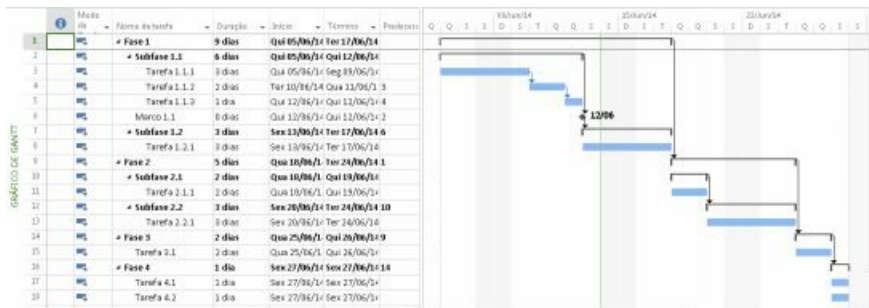 Modo da Nome da tarefa Duração Início Término Predecess
08/Jun/14 15/Jun/14 22/Jun/14
Q Q S S D S T Q Q S S D S T Q Q S S D S T Q Q S S
GRÁFICO DE GANTT
1 Fase 1 9 dias Qui 05/06/14 Ter 17/06/14
2 Subfase 1.1 6 dias Qui 05/06/14 Qui 12/06/14
3 Tarefa 1.1.1 3 dias Qui 05/06/14 Seg 09/06/14
4 Tarefa 1.1.2 2 dias Ter 10/06/14 Qua 11/06/1 3
5 Tarefa 1.1.3 1 dia Qui 12/06/14 Qui 12/06/14 4
6 Marco 1.1 0 dias Qui 12/06/14 Qui 12/06/14 2
12/06
7 Subfase 1.2 3 dias Sex 13/06/14 Ter 17/06/14 6
8 Tarefa 1.2.1 3 dias Sex 13/06/14 Ter 17/06/14
9 Fase 2 5 dias Qua 18/06/1 Ter 24/06/14 1
10 Subfase 2.1 2 dias Qua 18/06/1 Qui 19/06/14
11 Tarefa 2.1.1 2 dias Qua 18/06/1 Qui 19/06/14
12 Subfase 2.2 3 dias Sex 20/06/14 Ter 24/06/14 10
13 Tarefa 2.2.1 3 dias Sex 20/06/14 Ter 24/06/14
14 Fase 3 2 dias Qua 25/06/1 Qui 26/06/14 9
15 Tarefa 3.1 2 dias Qua 25/06/1 Qui 26/06/14
16 Fase 4 1 dia Sex 27/06/14 Sex 27/06/14 14
17 Tarefa 4.1 1 dia Sex 27/06/14 Sex 27/06/14
18 Tarefa 4.2 1 dia Sex 27/06/14 Sex 27/06/14